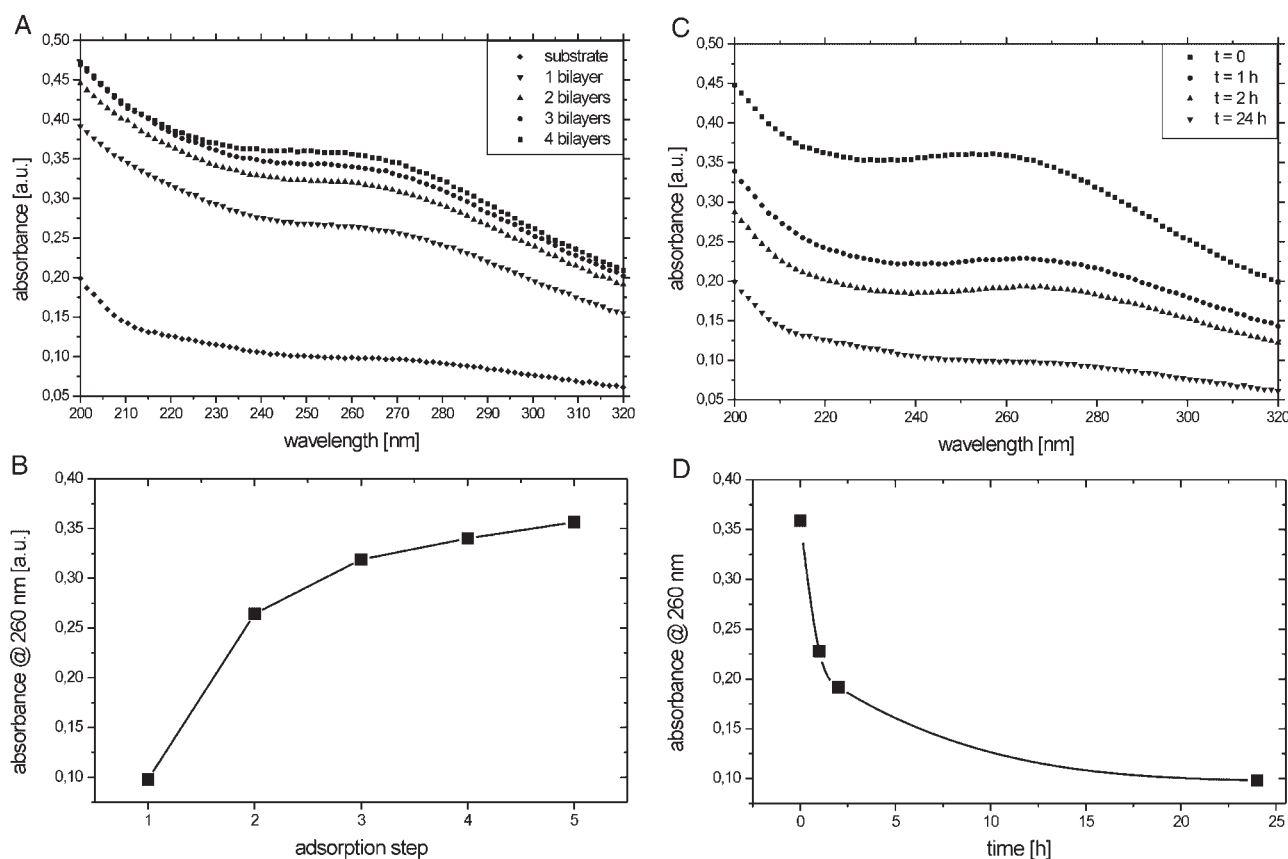 A
0,50
0,45
0,40
0,35
0,30
0,25
0,20
0,15
0,10
0,05
absorbance [a.u.]
substrate
1 bilayer
2 bilayers
3 bilayers
4 bilayers
200 210 220 230 240 250 260 270 280 290 300 310 320
wavelength [nm]
C
0,50
0,45
0,40
0,35
0,30
0,25
0,20
0,15
0,10
0,05
absorbance [a.u.]
t = 0
t = 1 h
t = 2 h
t = 24 h
200 220 240 260 280 300 320
wavelength [nm]
B
0,40
0,35
0,30
0,25
0,20
0,15
0,10
absorbance @ 260 nm [a.u.]
1 2 3 4 5
adsorption step
D
0,40
0,35
0,30
0,25
0,20
0,15
0,10
absorbance @ 260 nm
0 5 10 15 20 25
time [h]